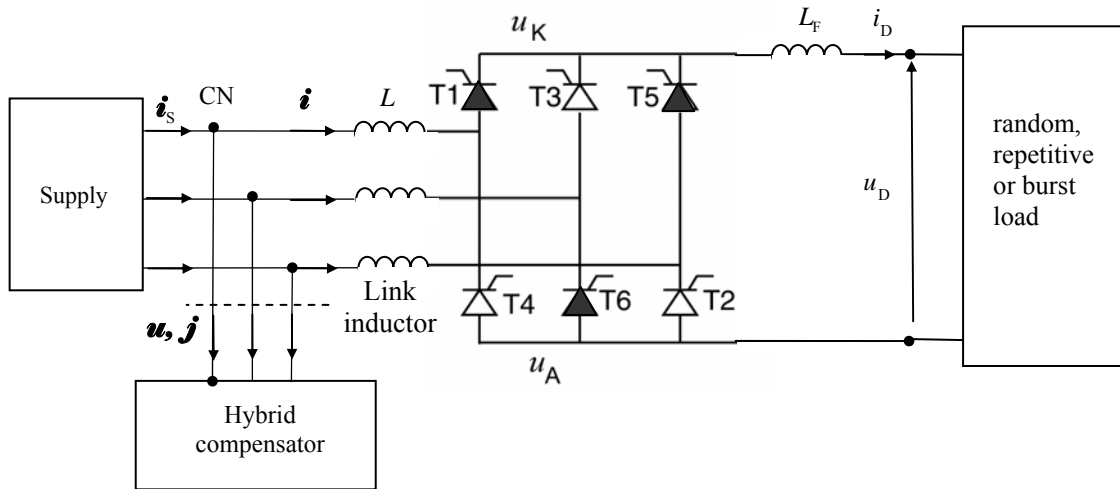 u_K
L_F
i_D
i_S
CN
i
L
T1
T3
T5
random,
repetitive
or burst
load
Supply
u_D
Link
inductor
T4
T6
T2
u, j
u_A
Hybrid
compensator